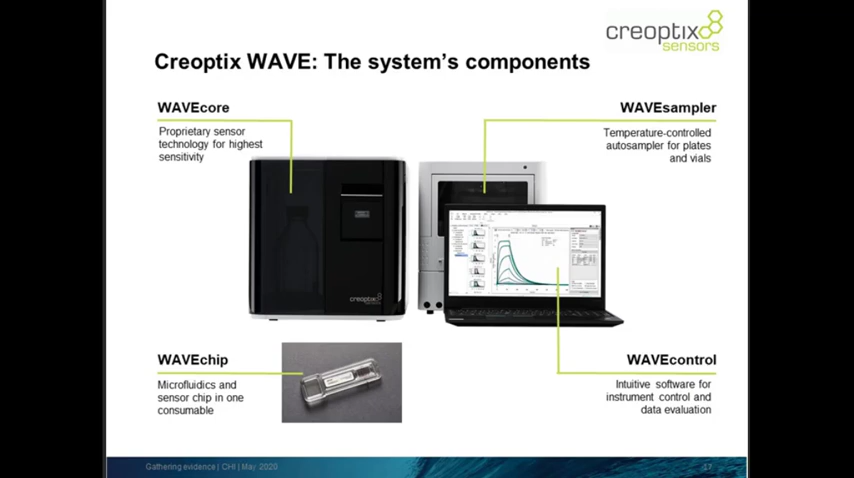 creoptix
sensors
Creoptix WAVE: The system's components
WAVEcore
Proprietary sensor
technology for highest
sensitivity
WAVEsampler
Temperature-controlled
autosampler for plates
and vials
creoptix
sensors
WAVEchip
Microfluidics and
sensor chip in one
consumable
WAVEcontrol
Intuitive software for
instrument control and
data evaluation
Gathering evidence | CHI | May 2020
17